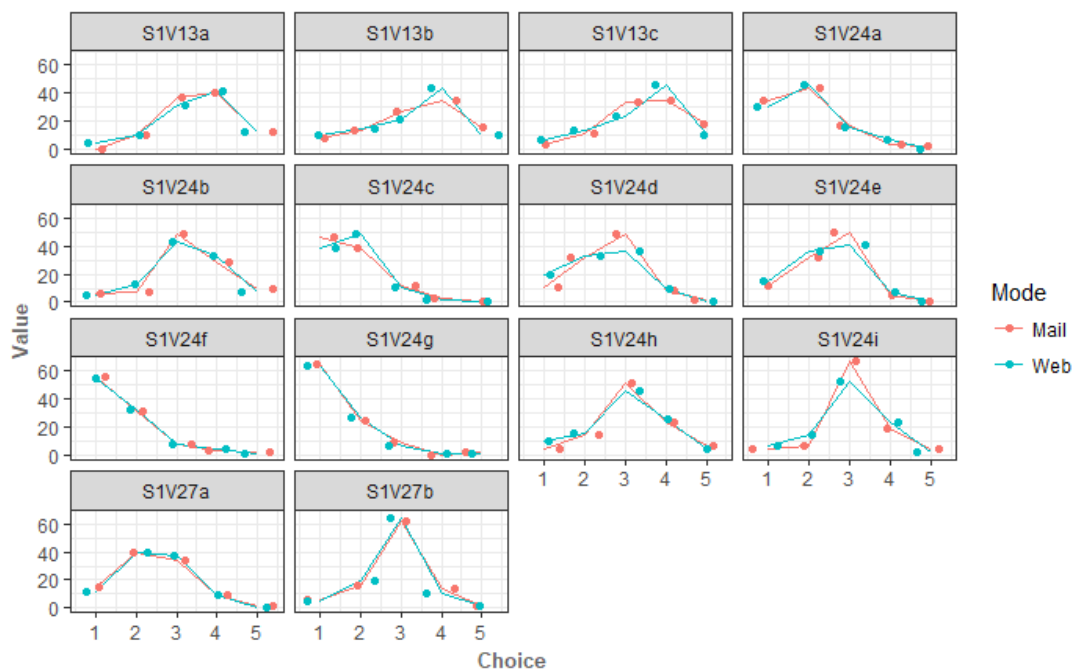 S1V13a S1V13b S1V13c S1V24a
60
40
20
0
S1V24b S1V24c S1V24d S1V24e
60
40
20
0
Value
Mode
Mail
Web
S1V24f S1V24g S1V24h S1V24i
60
40
20
0
1 2 3 4 5 1 2 3 4 5
S1V27a S1V27b
60
40
20
0
1 2 3 4 5 1 2 3 4 5
Choice